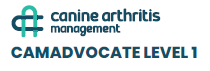 canine arthritis
management
CAMADVOCATE LEVEL 1